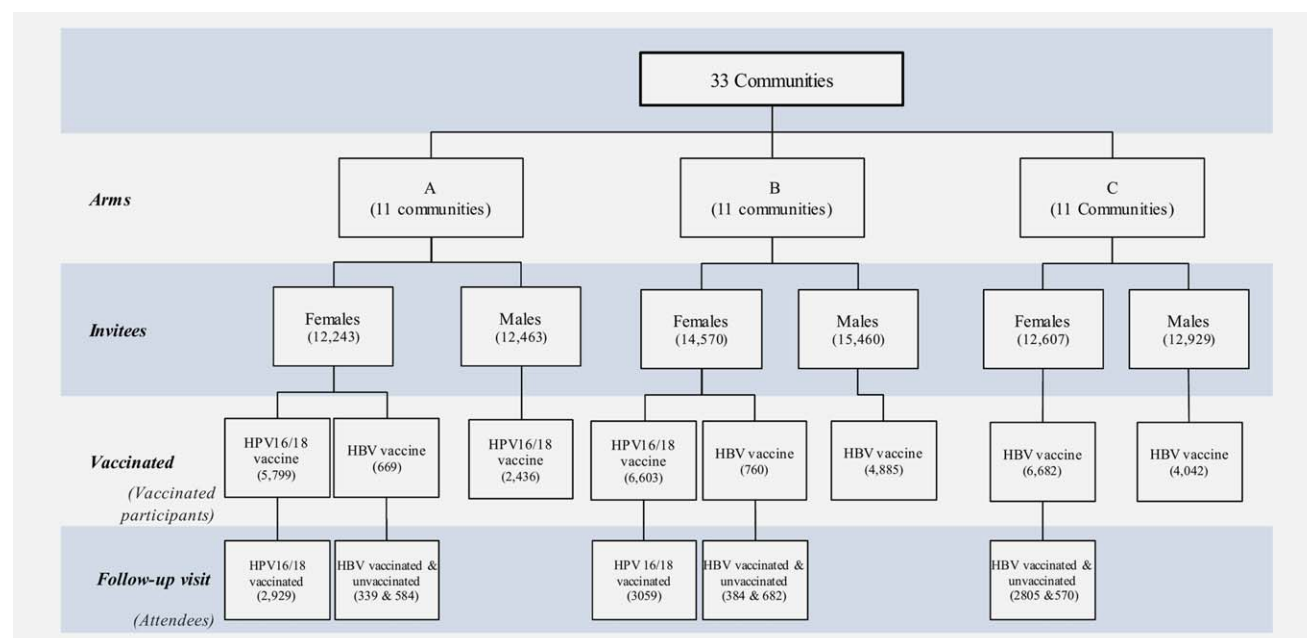 33 Communities
Arms
A
(11 communities)
B
(11 communities)
C
(11 Communities)
Invitees
Females
(12,243)
Males
(12,463)
Females
(14,570)
Males
(15,460)
Females
(12,607)
Males
(12,929)
Vaccinated
(Vaccinated
participants)
HPV16/18
vaccine
(5,799)
HBV vaccine
(669)
HPV16/18
vaccine
(2,436)
HPV16/18
vaccine
(6,603)
HBV vaccine
(760)
HBV vaccine
(4,885)
HBV vaccine
(6,682)
HBV vaccine
(4,042)
Follow-up visit
(Attendees)
HPV16/18
vaccinated
(2,929)
HBV vaccinated &
unvaccinated
(339 & 584)
HPV 16/18
vaccinated
(3059)
HBV vaccinated &
unvaccinated
(384 & 682)
HBV vaccinated &
unvaccinated
(2805 &570)